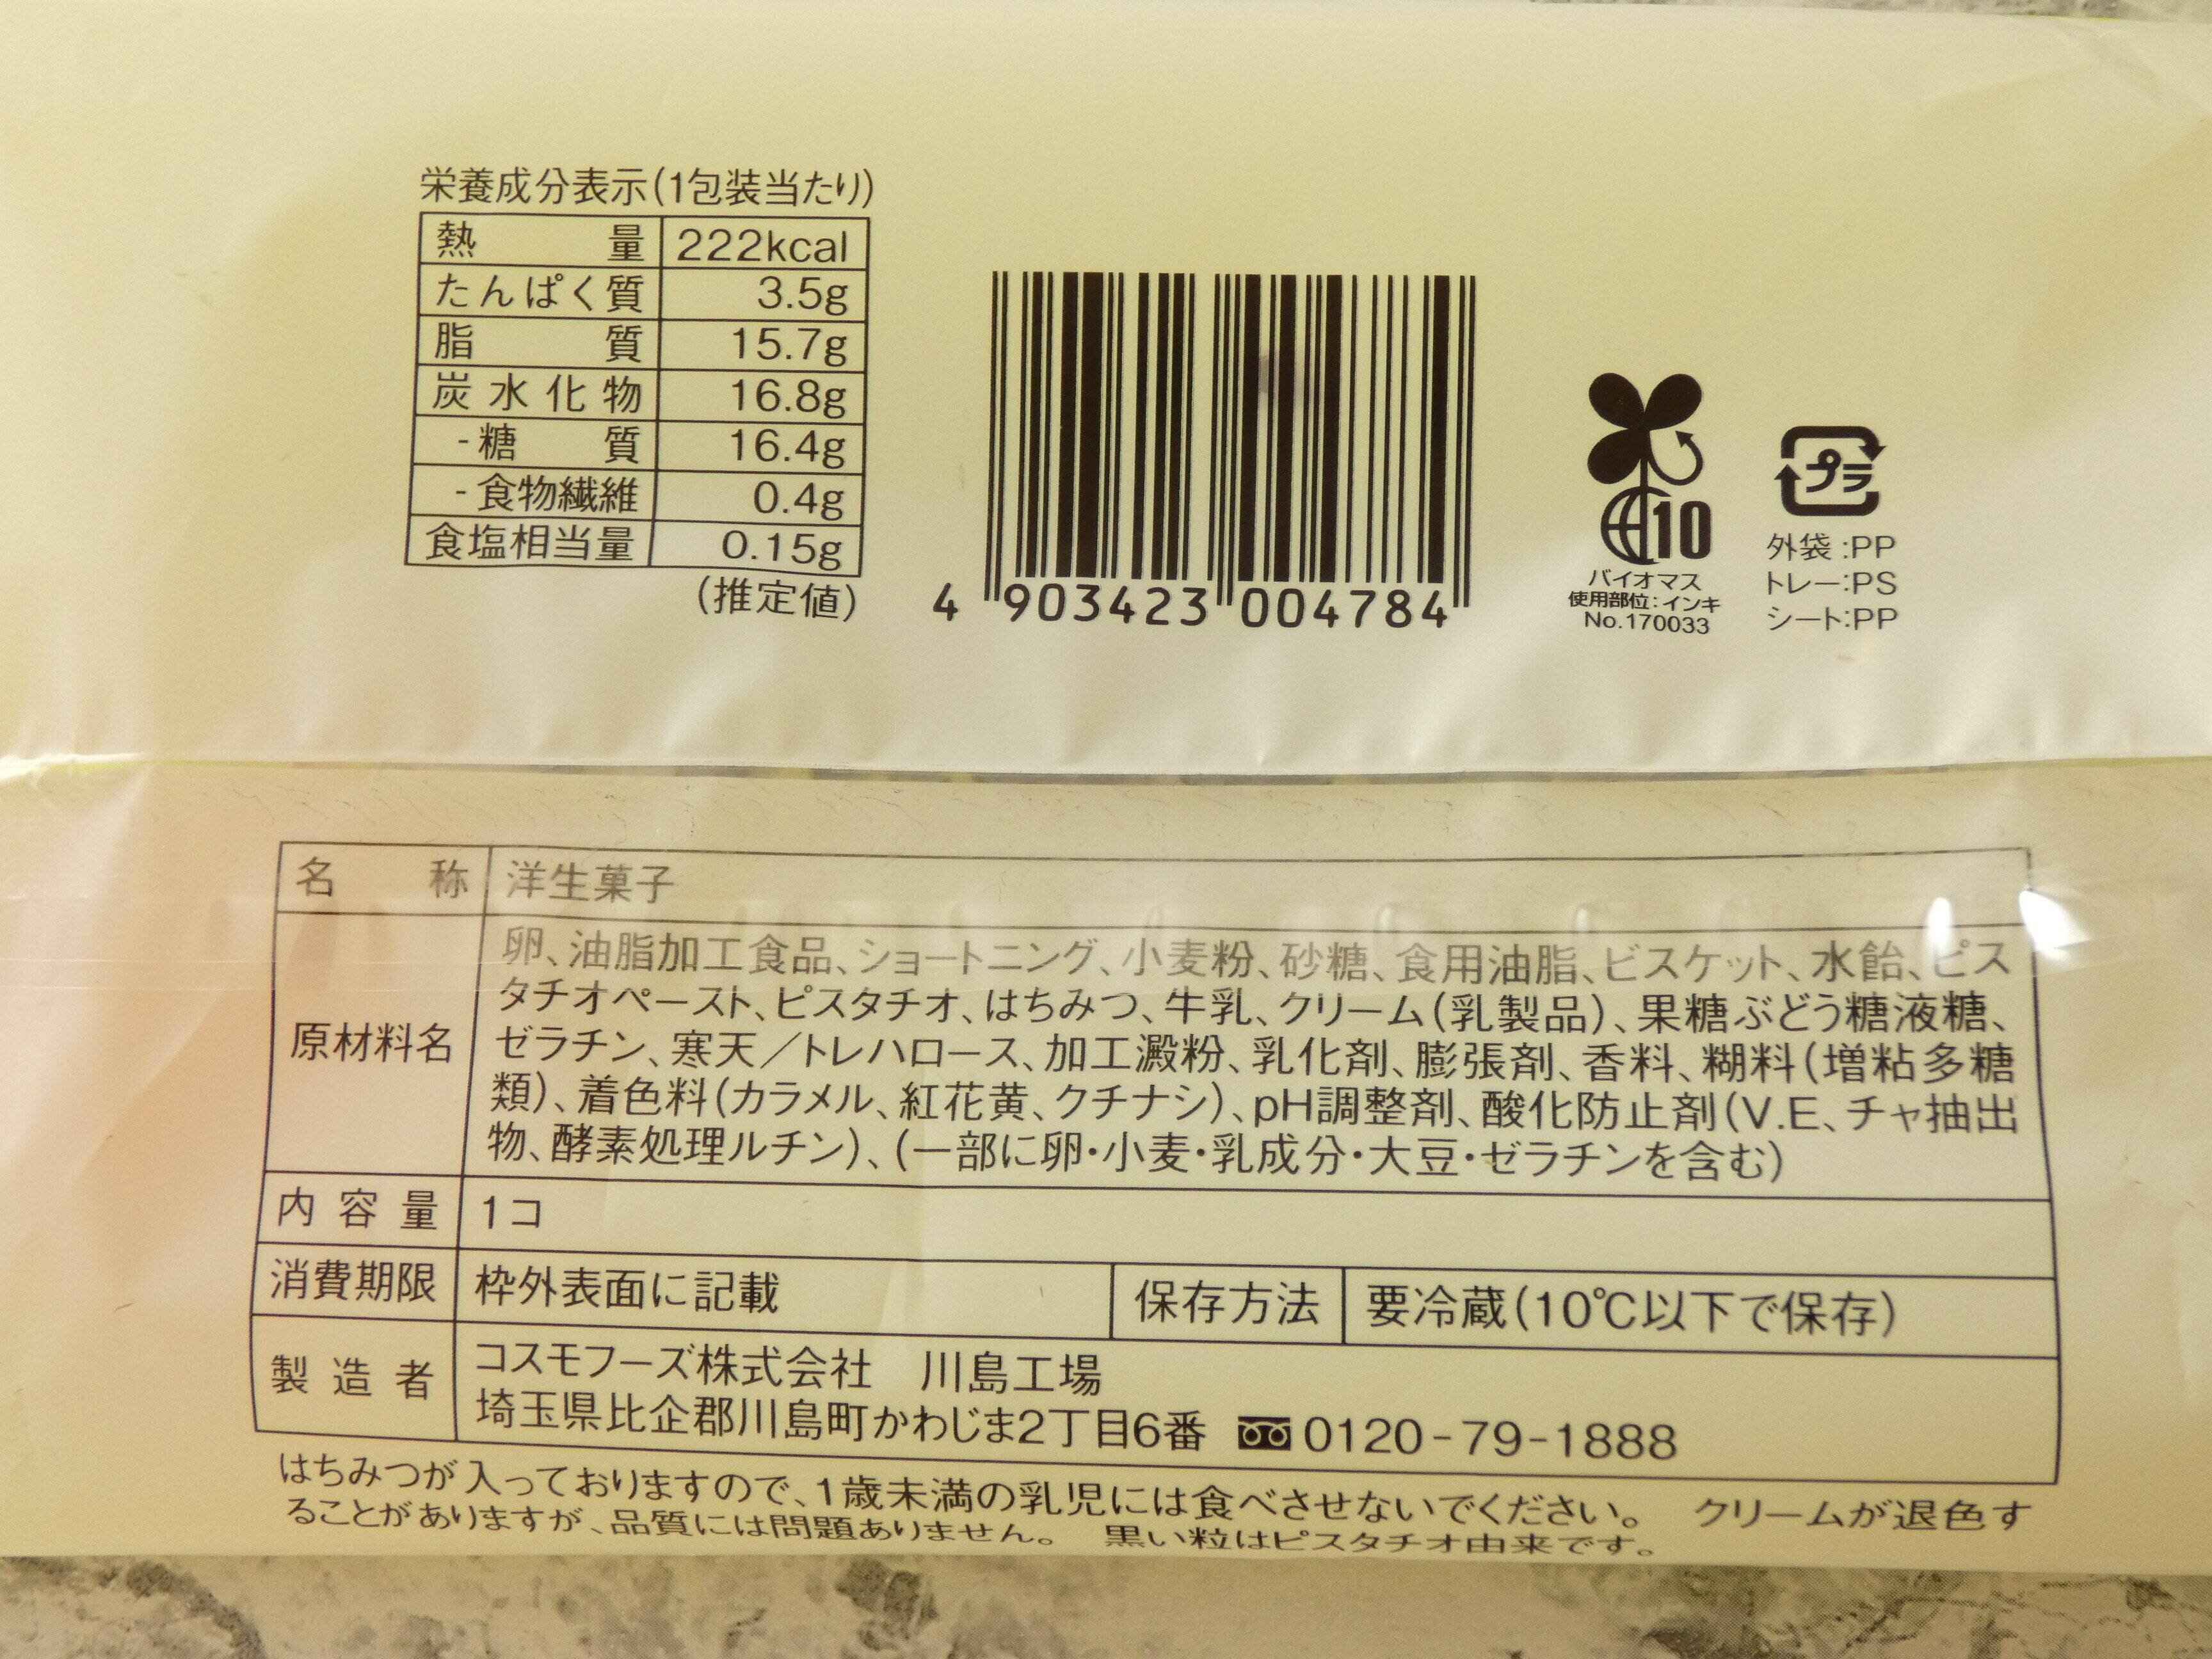 栄養成分表示(1包装当たり)
熱量 222kcal
たんぱく質 3.5g
脂質 15.7g
炭水化物 16.8g
-糖質 16.4g
-食物繊維 0.4g
食塩相当量 0.15g
(推定値)
4 903423 004784
10
バイオマス
使用部位:インキ
No.170033
プラ
外袋:PP
トレー:PS
シート:PP
名称 洋生菓子
原材料名
卵、油脂加工食品、ショートニング、小麦粉、砂糖、食用油脂、ビスケット、水飴、ピス
タチオペースト、ピスタチオ、はちみつ、牛乳、クリーム(乳製品)、果糖ぶどう糖液糖、
ゼラチン、寒天/トレハロース、加工澱粉、乳化剤、膨張剤、香料、糊料(増粘多糖
類)、着色料(カラメル、紅花黄、クチナシ)、pH調整剤、酸化防止剤(V.E、チャ抽出
物、酵素処理ルチン)、(一部に卵・小麦・乳成分・大豆・ゼラチンを含む)
内容量 1コ
消費期限 枠外表面に記載 保存方法 要冷蔵(10℃以下で保存)
製造者
コスモフーズ株式会社 川島工場
埼玉県比企郡川島町かわじま2丁目6番 0120-79-1888
はちみつが入っておりますので、1歳未満の乳児には食べさせないでください。 クリームが退色す
ることがありますが、品質には問題ありません。 黒い粒はピスタチオ由来です。